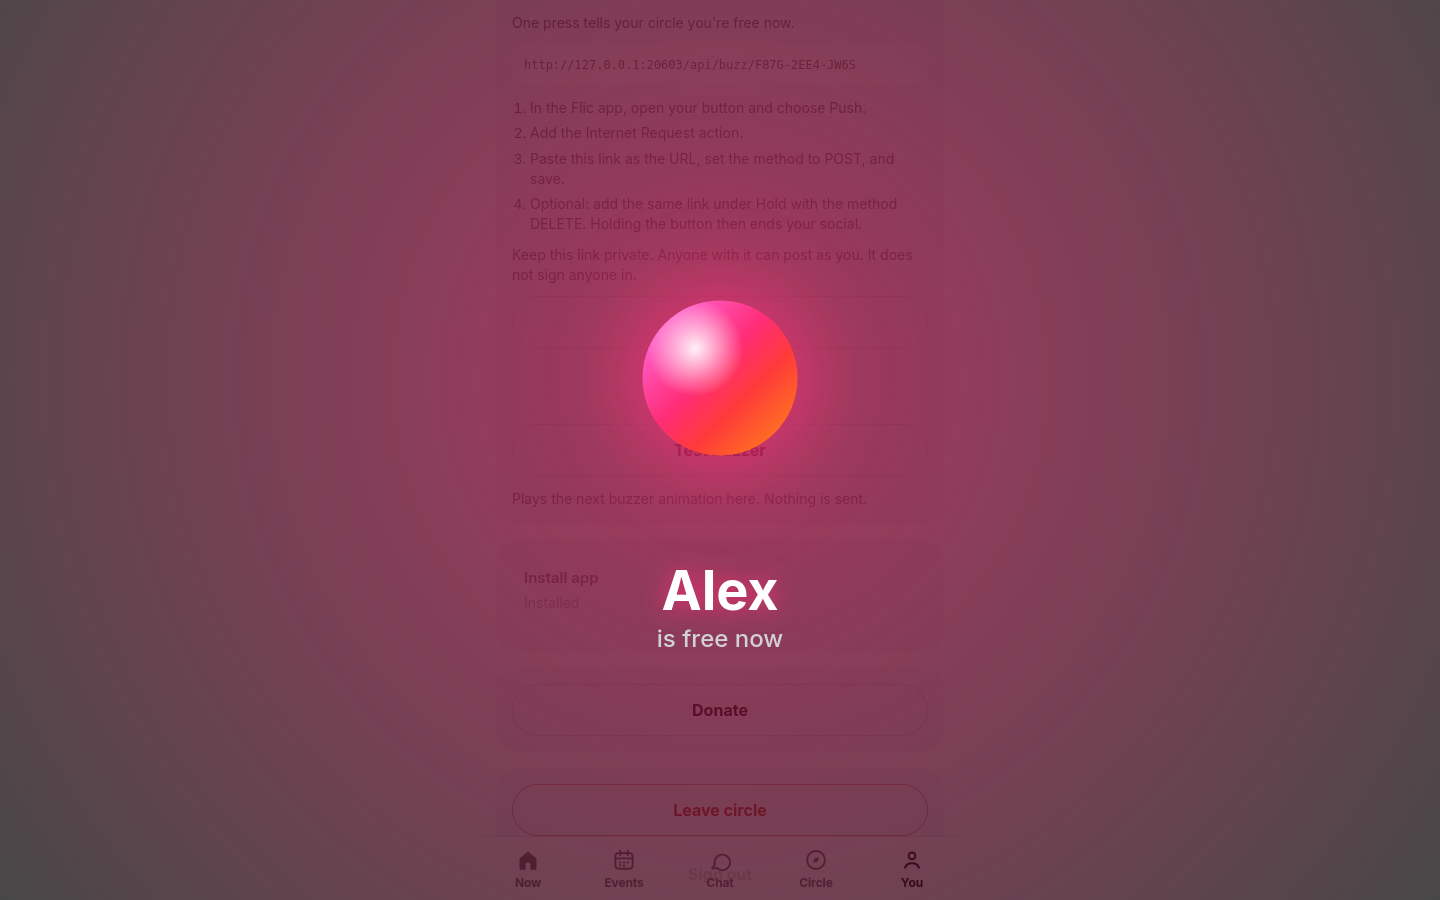 One press tells your circle you're free now.
http://127.0.0.1:20603/api/buzz/F87G-2EE4-JW6S
1. In the Flic app, open your button and choose Push.
2. Add the Internet Request action.
3. Paste this link as the URL, set the method to POST, and
save.
4. Optional: add the same link under Hold with the method
DELETE. Holding the button then ends your social.
Keep this link private. Anyone with it can post as you. It does
not sign anyone in.
Plays the next buzzer animation here. Nothing is sent.
Install app
Installed
Alex
is free now
Donate
Leave circle
Sign out
Now
Events
Chat
Circle
You